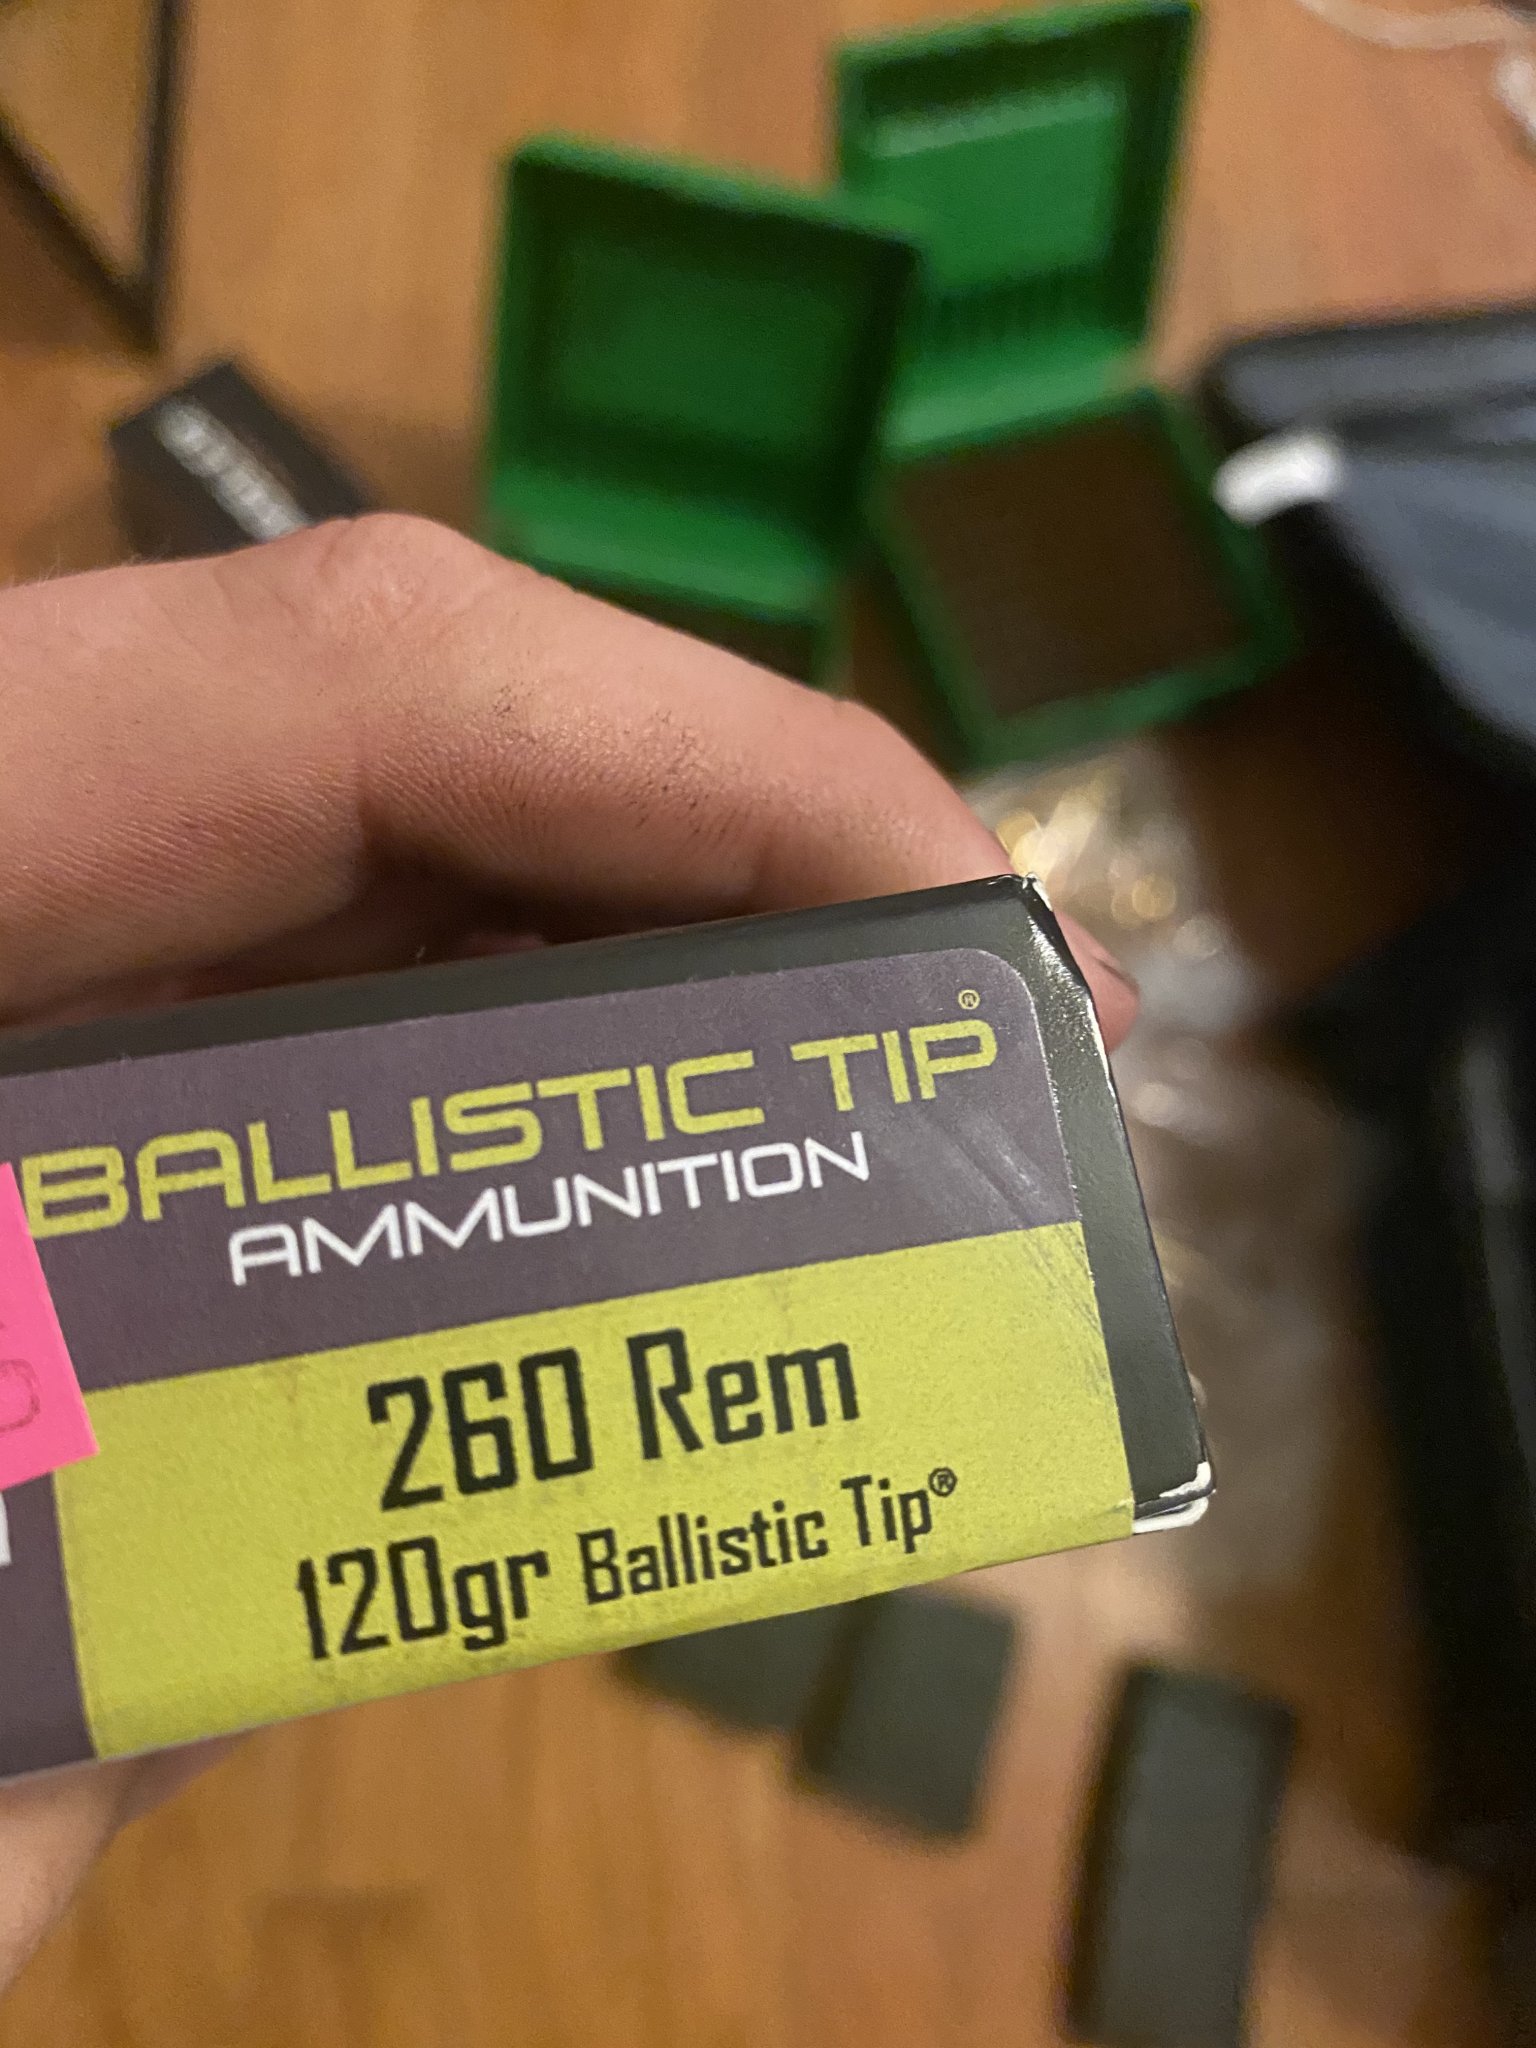 BALLISTIC TIP®
AMMUNITION
260 Rem
120gr Ballistic Tip®